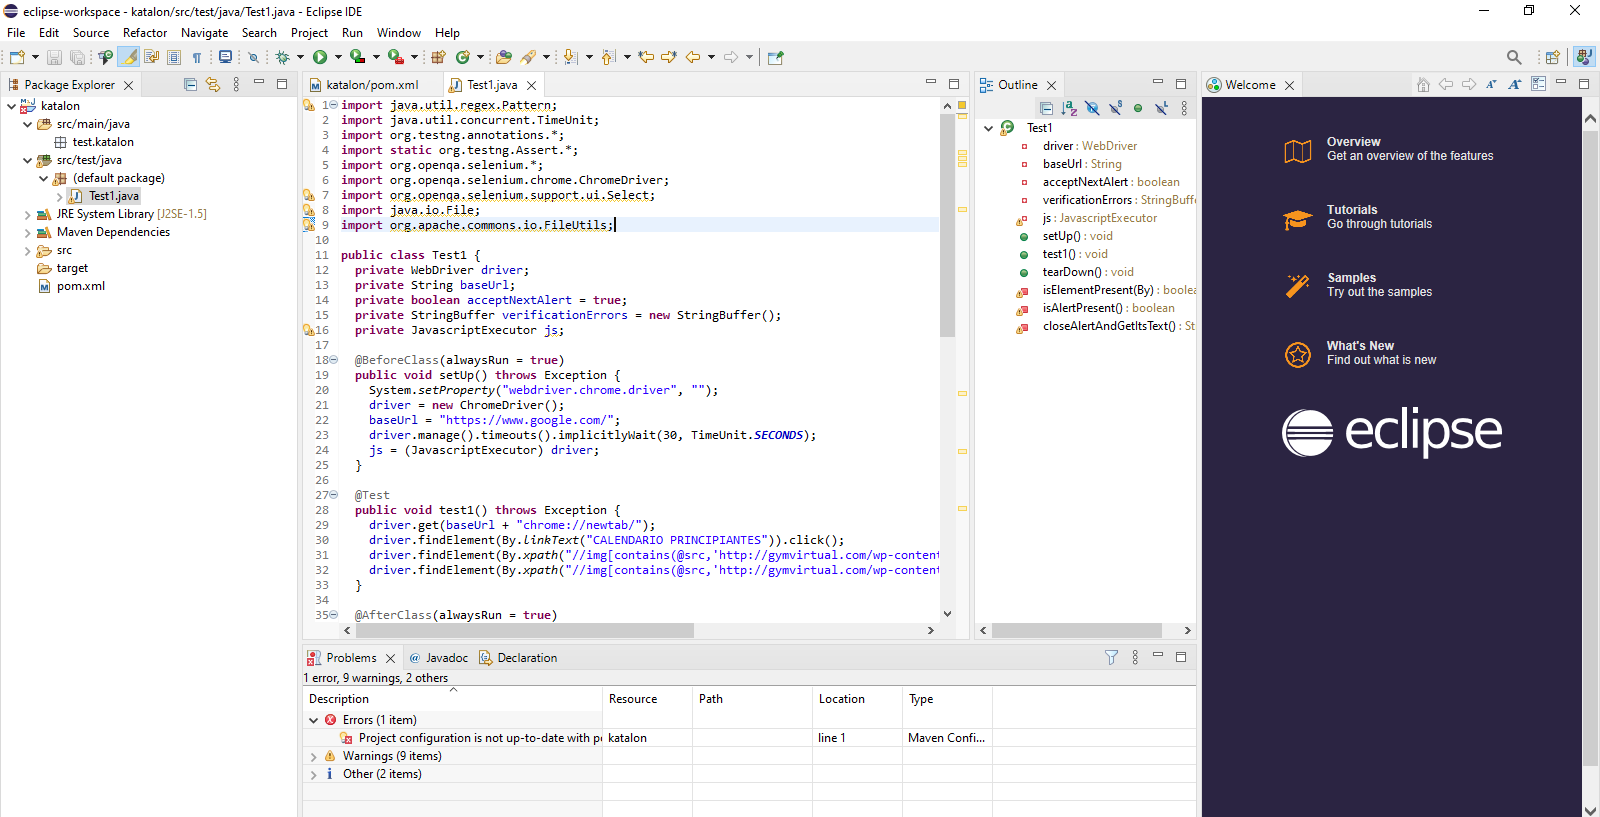 eclipse-workspace - katalon/src/test/java/Test1.java - Eclipse IDE
File Edit Source Refactor Navigate Search Project Run Window Help
Package Explorer
katalon
src/main/java
test.katalon
src/test/java
(default package)
Test1.java
JRE System Library [J2SE-1.5]
Maven Dependencies
src
target
pom.xml
katalon/pom.xml Test1.java
1 import java.util.regex.Pattern;
2 import java.util.concurrent.TimeUnit;
3 import org.testng.annotations.*;
4 import static org.testng.Assert.*;
5 import org.openqa.selenium.*;
6 import org.openqa.selenium.chrome.ChromeDriver;
7 import org.openqa.selenium.support.ui.Select;
8 import java.io.File;
9 import org.apache.commons.io.FileUtils;
10
11 public class Test1 {
12 private WebDriver driver;
13 private String baseUrl;
14 private boolean acceptNextAlert = true;
15 private StringBuffer verificationErrors = new StringBuffer();
16 private JavascriptExecutor js;
17
18 @BeforeClass(alwaysRun = true)
19 public void setUp() throws Exception {
20 System.setProperty("webdriver.chrome.driver", "");
21 driver = new ChromeDriver();
22 baseUrl = "https://www.google.com/";
23 driver.manage().timeouts().implicitlyWait(30, TimeUnit.SECONDS);
24 js = (JavascriptExecutor) driver;
25 }
26
27 @Test
28 public void test1() throws Exception {
29 driver.get(baseUrl + "chrome://newtab/");
30 driver.findElement(By.linkText("CALENDARIO PRINCIPIANTES")).click();
31 driver.findElement(By.xpath("//img[contains(@src,'http://gymvirtual.com/wp-content
32 driver.findElement(By.xpath("//img[contains(@src,'http://gymvirtual.com/wp-content
33 }
34
35 @AfterClass(alwaysRun = true)
Outline
Test1
driver : WebDriver
baseUrl : String
acceptNextAlert : boolean
verificationErrors : StringBuffe
js : JavascriptExecutor
setUp() : void
test1() : void
tearDown() : void
isElementPresent(By) : boolea
isAlertPresent() : boolean
closeAlertAndGetItsText() : St
Welcome
Overview
Get an overview of the features
Tutorials
Go through tutorials
Samples
Try out the samples
What's New
Find out what is new
eclipse
Problems Javadoc Declaration
1 error, 9 warnings, 2 others
Description Resource Path Location Type
Errors (1 item)
Project configuration is not up-to-date with po katalon line 1 Maven Confi...
Warnings (9 items)
Other (2 items)